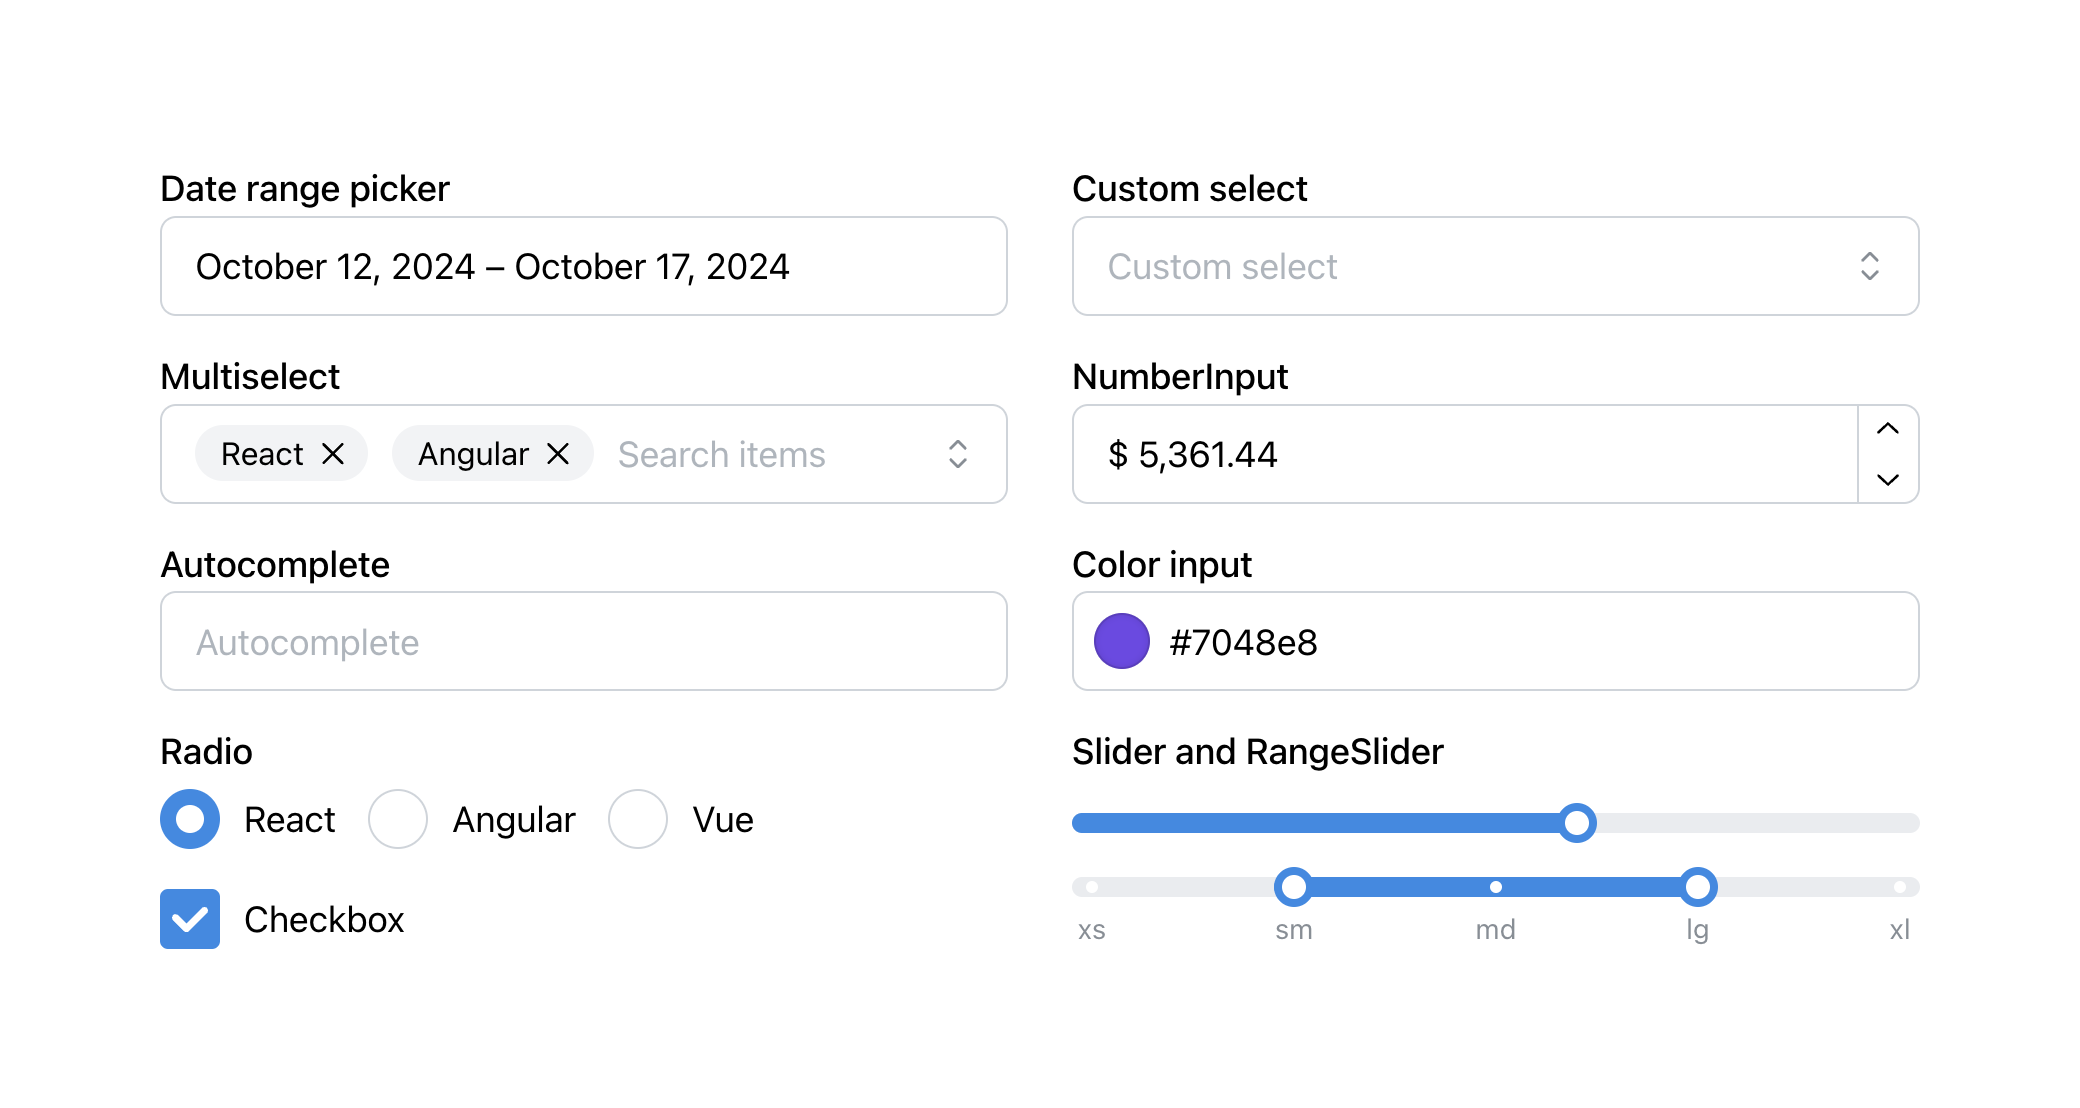 Date range picker
October 12, 2024 – October 17, 2024
Custom select
Custom select
Multiselect
React Angular Search items
NumberInput
$ 5,361.44
Autocomplete
Autocomplete
Color input
#7048e8
Radio
React Angular Vue
Checkbox
Slider and RangeSlider
xs sm md lg xl